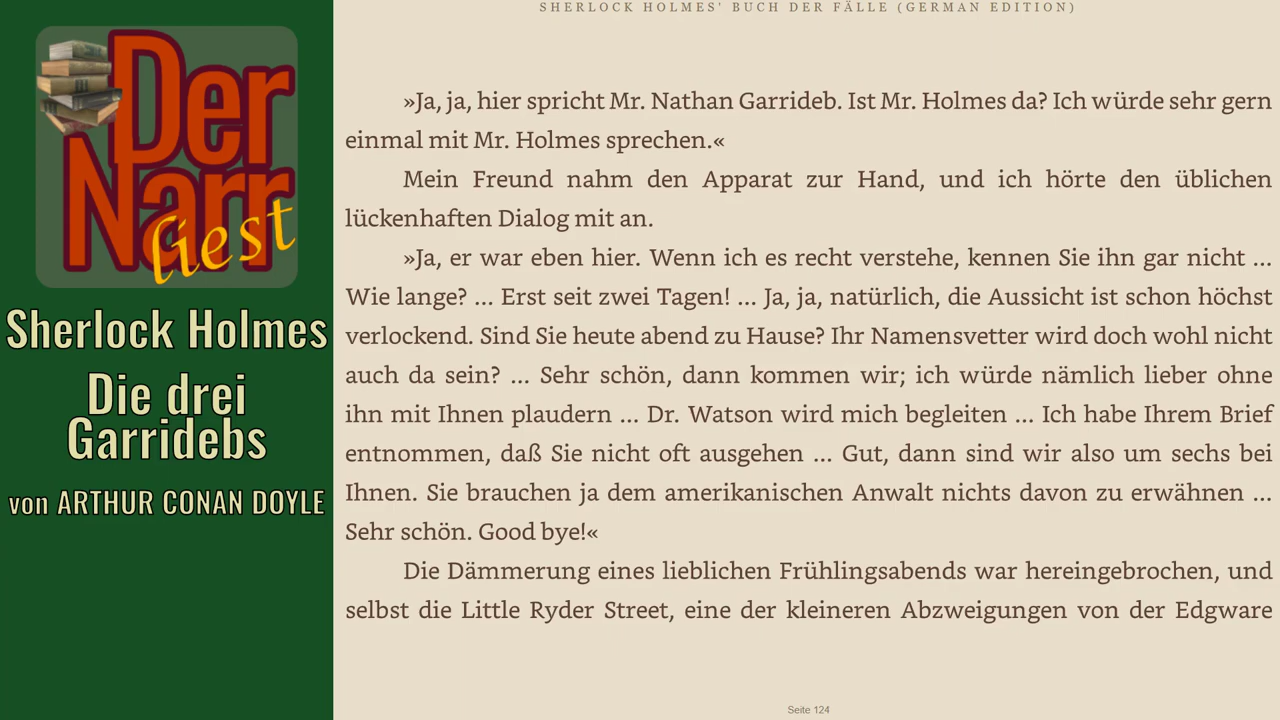 Der
Narr
liest
Sherlock Holmes
Die drei
Garridebs
von ARTHUR CONAN DOYLE
SHERLOCK HOLMES' BUCH DER FÄLLE (GERMAN EDITION)
»Ja, ja, hier spricht Mr. Nathan Garrideb. Ist Mr. Holmes da? Ich würde sehr gern
einmal mit Mr. Holmes sprechen.«
Mein Freund nahm den Apparat zur Hand, und ich hörte den üblichen
lückenhaften Dialog mit an.
»Ja, er war eben hier. Wenn ich es recht verstehe, kennen Sie ihn gar nicht ...
Wie lange? ... Erst seit zwei Tagen! ... Ja, ja, natürlich, die Aussicht ist schon höchst
verlockend. Sind Sie heute abend zu Hause? Ihr Namensvetter wird doch wohl nicht
auch da sein? ... Sehr schön, dann kommen wir; ich würde nämlich lieber ohne
ihn mit Ihnen plaudern ... Dr. Watson wird mich begleiten ... Ich habe Ihrem Brief
entnommen, daß Sie nicht oft ausgehen ... Gut, dann sind wir also um sechs bei
Ihnen. Sie brauchen ja dem amerikanischen Anwalt nichts davon zu erwähnen ...
Sehr schön. Good bye!«
Die Dämmerung eines lieblichen Frühlingsabends war hereingebrochen, und
selbst die Little Ryder Street, eine der kleineren Abzweigungen von der Edgware
Seite 124